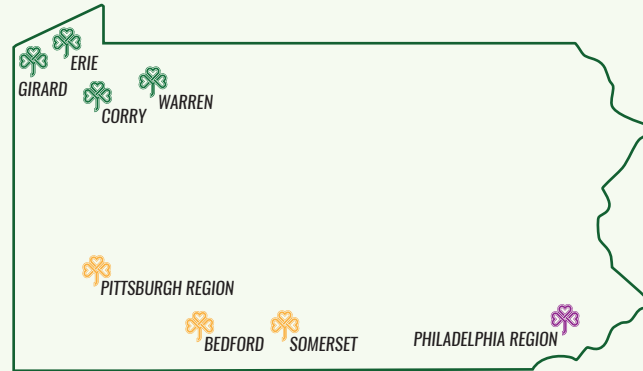 ERIE
GIRARD
WARREN
CORRY
PITTSBURGH REGION
BEDFORD
SOMERSET
PHILADELPHIA REGION